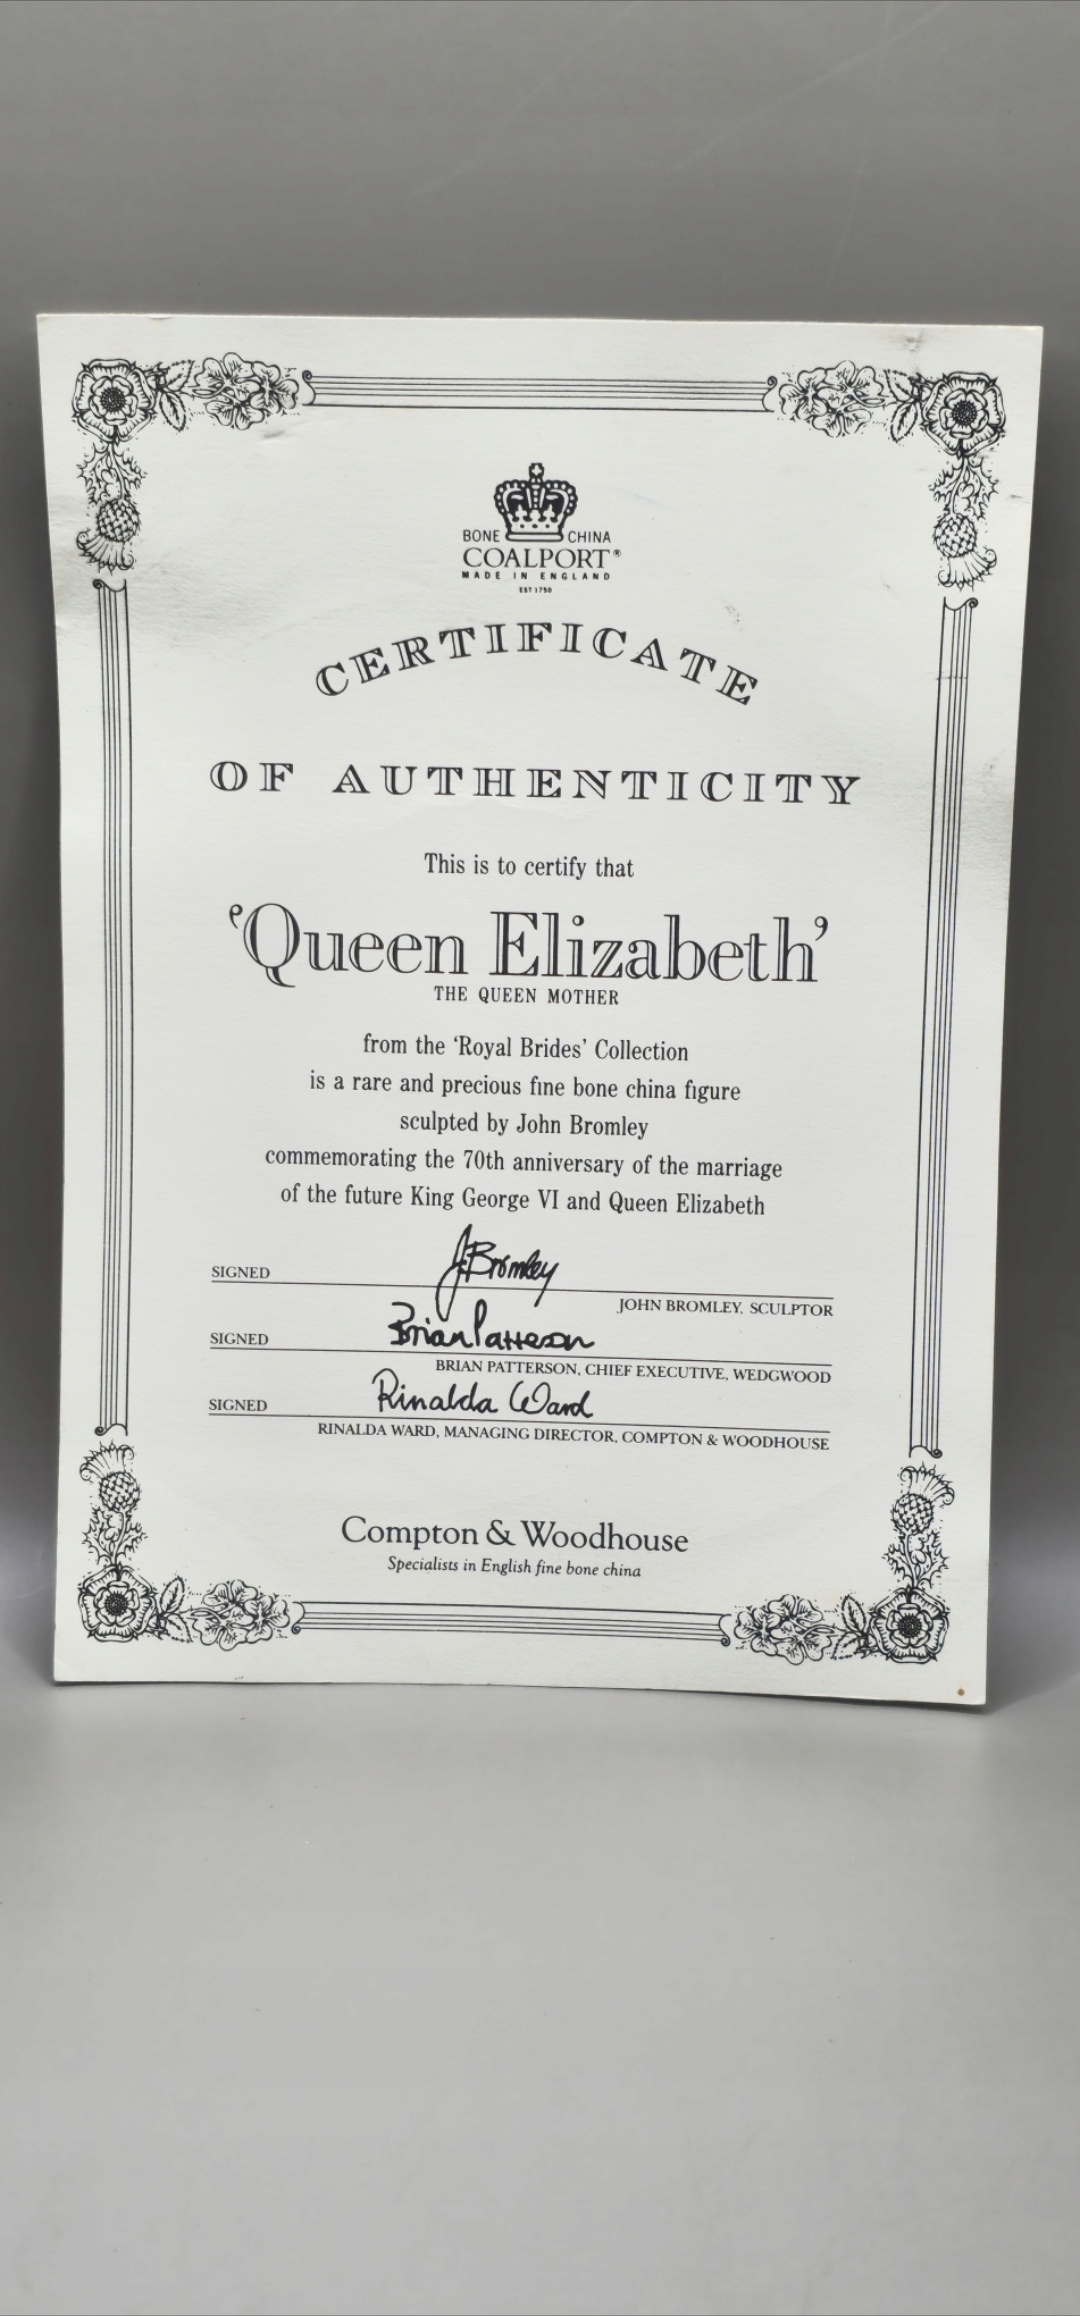 BONE CHINA
COALPORT®
MADE IN ENGLAND
EST 1750
CERTIFICATE
OF AUTHENTICITY
This is to certify that
‘Queen Elizabeth’
THE QUEEN MOTHER
from the ‘Royal Brides’ Collection
is a rare and precious fine bone china figure
sculpted by John Bromley
commemorating the 70th anniversary of the marriage
of the future King George VI and Queen Elizabeth
SIGNED J. Bromley
JOHN BROMLEY, SCULPTOR
SIGNED Brian Patterson
BRIAN PATTERSON, CHIEF EXECUTIVE, WEDGWOOD
SIGNED Rinalda Ward
RINALDA WARD, MANAGING DIRECTOR, COMPTON & WOODHOUSE
Compton & Woodhouse
Specialists in English fine bone china